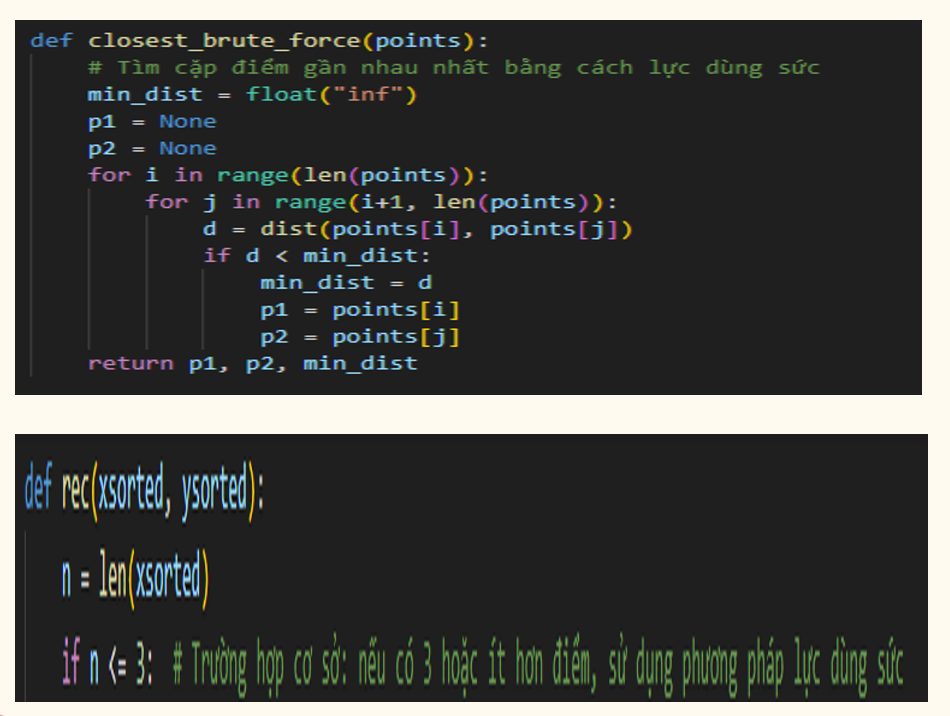 def closest_brute_force(points):
# Tìm cặp điểm gần nhau nhất bằng cách lực dùng sức
min_dist = float("inf")
p1 = None
p2 = None
for i in range(len(points)):
for j in range(i+1, len(points)):
d = dist(points[i], points[j])
if d < min_dist:
min_dist = d
p1 = points[i]
p2 = points[j]
return p1, p2, min_dist
def rec(xsorted, ysorted):
n = len(xsorted)
if n <= 3: # Trường hợp cơ sở: nếu có 3 hoặc ít hơn điểm, sử dụng phương pháp lực dùng sức